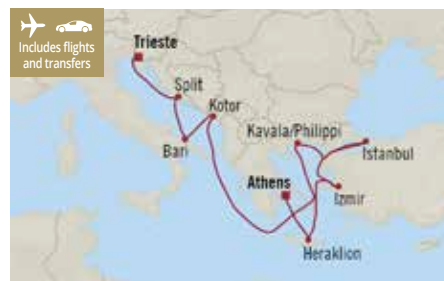 Includes flights
and transfers
Trieste
Split
Kotor
Bari
Kavala/Philippi
Istanbul
Athens
Izmir
Heraklion